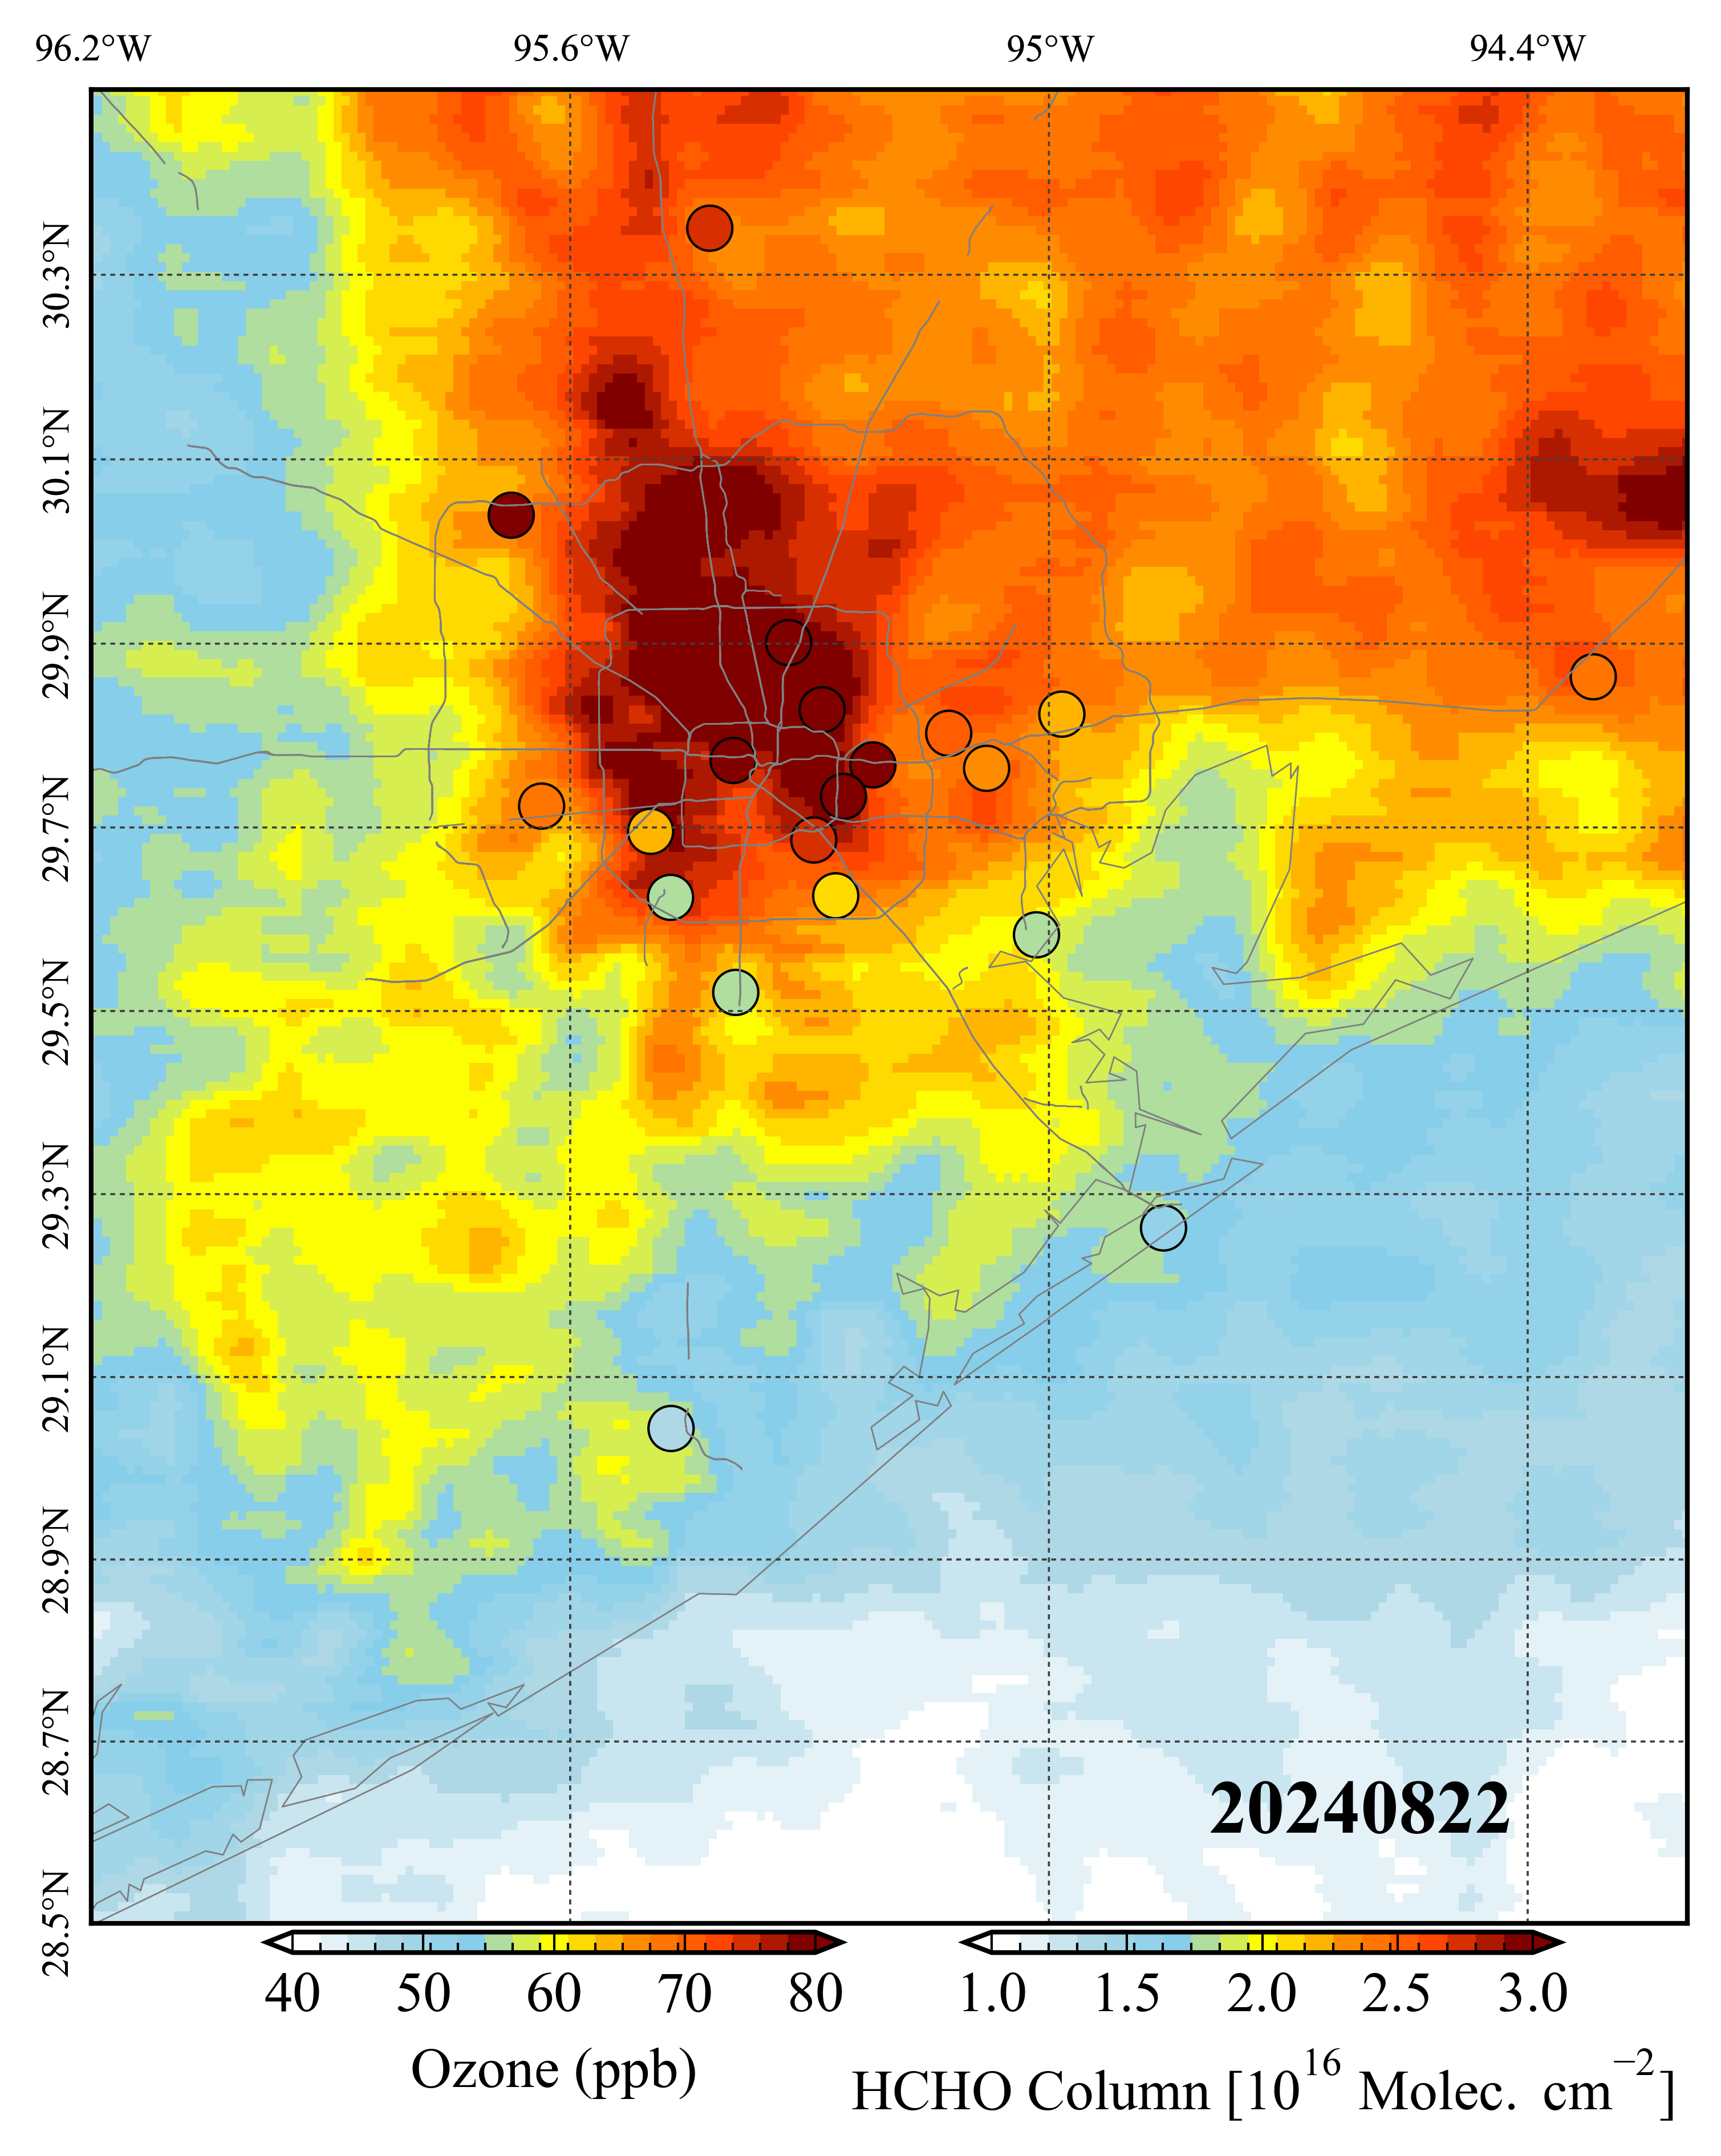 96.2°W 95.6°W 95°W 94.4°W
30.3°N
30.1°N
29.9°N
29.7°N
29.5°N
29.3°N
29.1°N
28.9°N
28.7°N
28.5°N
20240822
40 50 60 70 80 1.0 1.5 2.0 2.5 3.0
Ozone (ppb) HCHO Column [10¹⁶ Molec. cm⁻²]